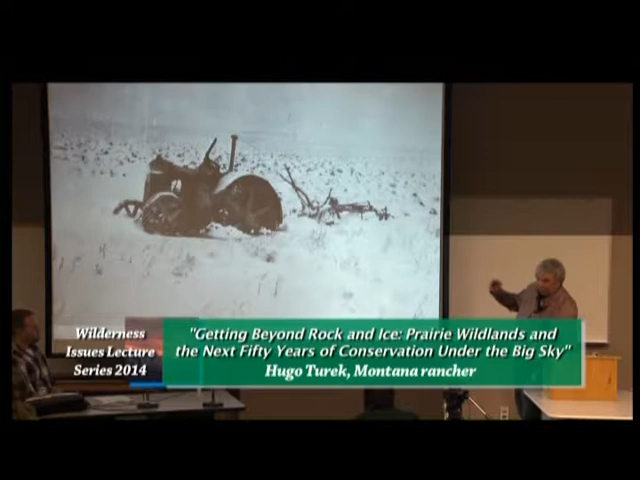 Wilderness
Issues Lecture
Series 2014
"Getting Beyond Rock and Ice: Prairie Wildlands and
the Next Fifty Years of Conservation Under the Big Sky"
Hugo Turek, Montana rancher